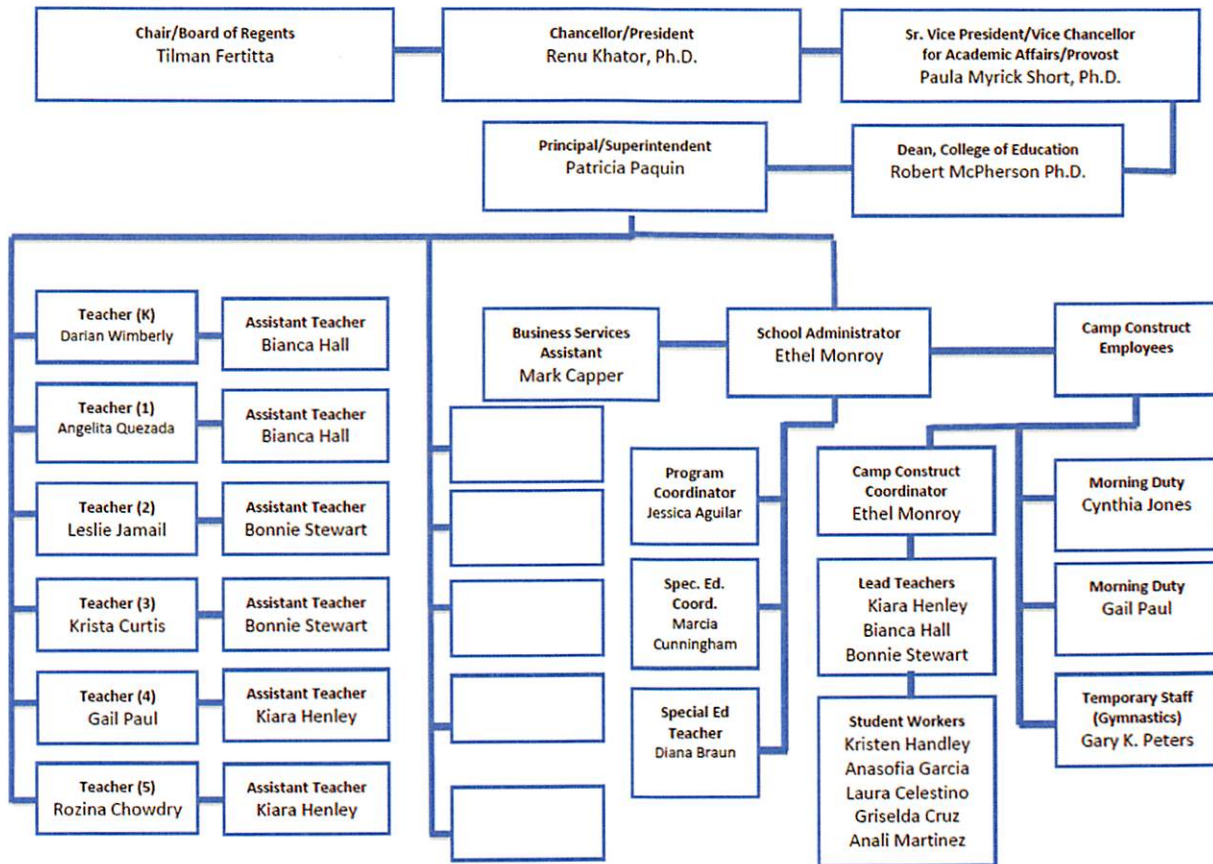 Chair/Board of Regents
Tilman Fertitta
Chancellor/President
Renu Khator, Ph.D.
Sr. Vice President/Vice Chancellor
for Academic Affairs/Provost
Paula Myrick Short, Ph.D.
Principal/Superintendent
Patricia Paquin
Dean, College of Education
Robert McPherson Ph.D.
Teacher (K)
Darian Wimberly
Assistant Teacher
Bianca Hall
Teacher (1)
Angelita Quezada
Assistant Teacher
Bianca Hall
Teacher (2)
Leslie Jamail
Assistant Teacher
Bonnie Stewart
Teacher (3)
Krista Curtis
Assistant Teacher
Bonnie Stewart
Teacher (4)
Gail Paul
Assistant Teacher
Kiara Henley
Teacher (5)
Rozina Chowdry
Assistant Teacher
Kiara Henley
Business Services
Assistant
Mark Capper
School Administrator
Ethel Monroy
Camp Construct
Employees
Program
Coordinator
Jessica Aguilar
Spec. Ed.
Coord.
Marcia
Cunningham
Special Ed
Teacher
Diana Braun
Camp Construct
Coordinator
Ethel Monroy
Lead Teachers
Kiara Henley
Bianca Hall
Bonnie Stewart
Student Workers
Kristen Handley
Anasofia Garcia
Laura Celestino
Griselda Cruz
Anali Martinez
Morning Duty
Cynthia Jones
Morning Duty
Gail Paul
Temporary Staff
(Gymnastics)
Gary K. Peters